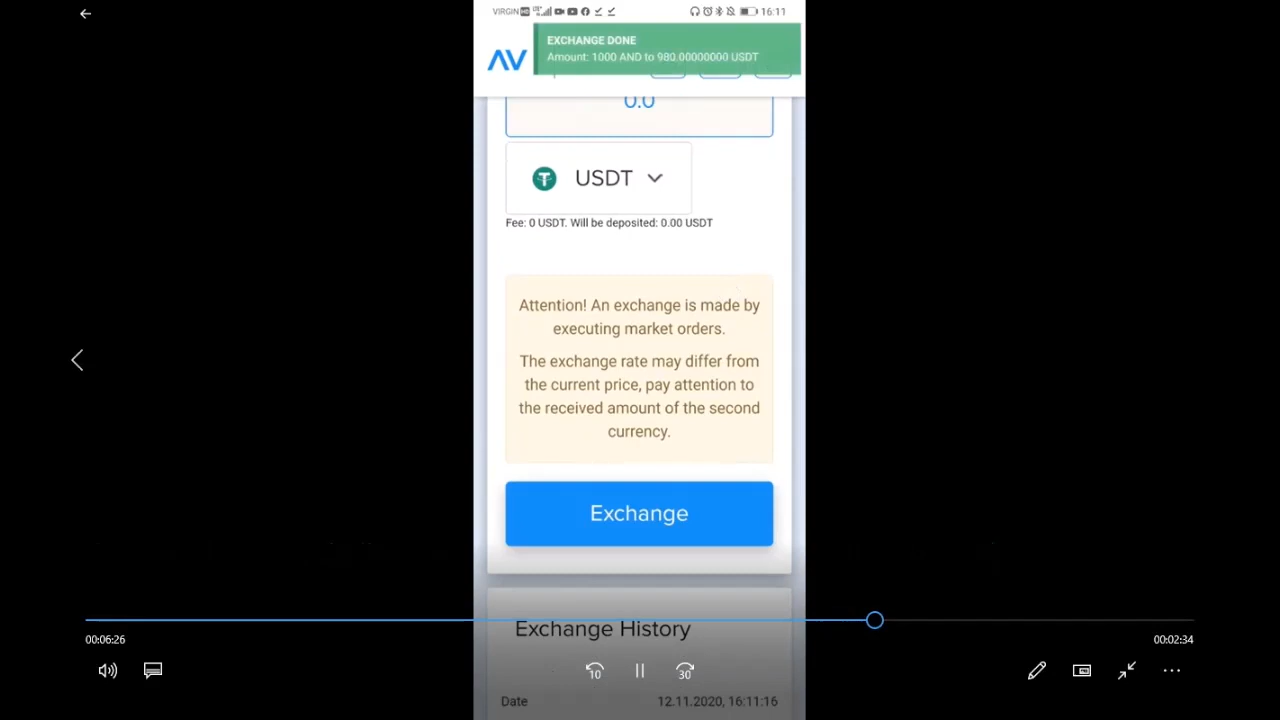 VIRGIN HD 16:11
EXCHANGE DONE
Amount: 1000 AND to 980.00000000 USDT
AV
0.0
USDT
Fee: 0 USDT. Will be deposited: 0.00 USDT
Attention! An exchange is made by
executing market orders.
The exchange rate may differ from
the current price, pay attention to
the received amount of the second
currency.
Exchange
Exchange History
00:06:26 00:02:34
10 30
Date 12.11.2020, 16:11:16